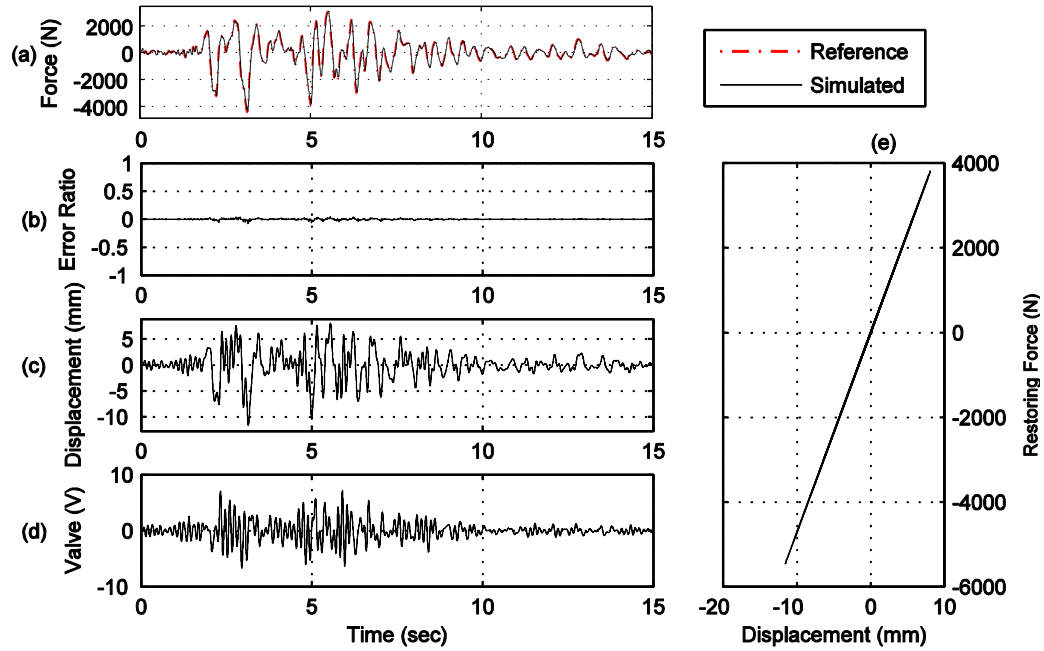 (a)
Force (N)
2000
0
-2000
-4000
0 5 10 15
Reference
Simulated
(b)
Error Ratio
1
0.5
0
-0.5
-1
0 5 10 15
(c)
Displacement (mm)
5
0
-5
-10
0 5 10 15
(d)
Valve (V)
10
0
-10
0 5 10 15
Time (sec)
(e)
4000
2000
0
-2000
-4000
-6000
Restoring Force (N)
-20 -10 0 10
Displacement (mm)